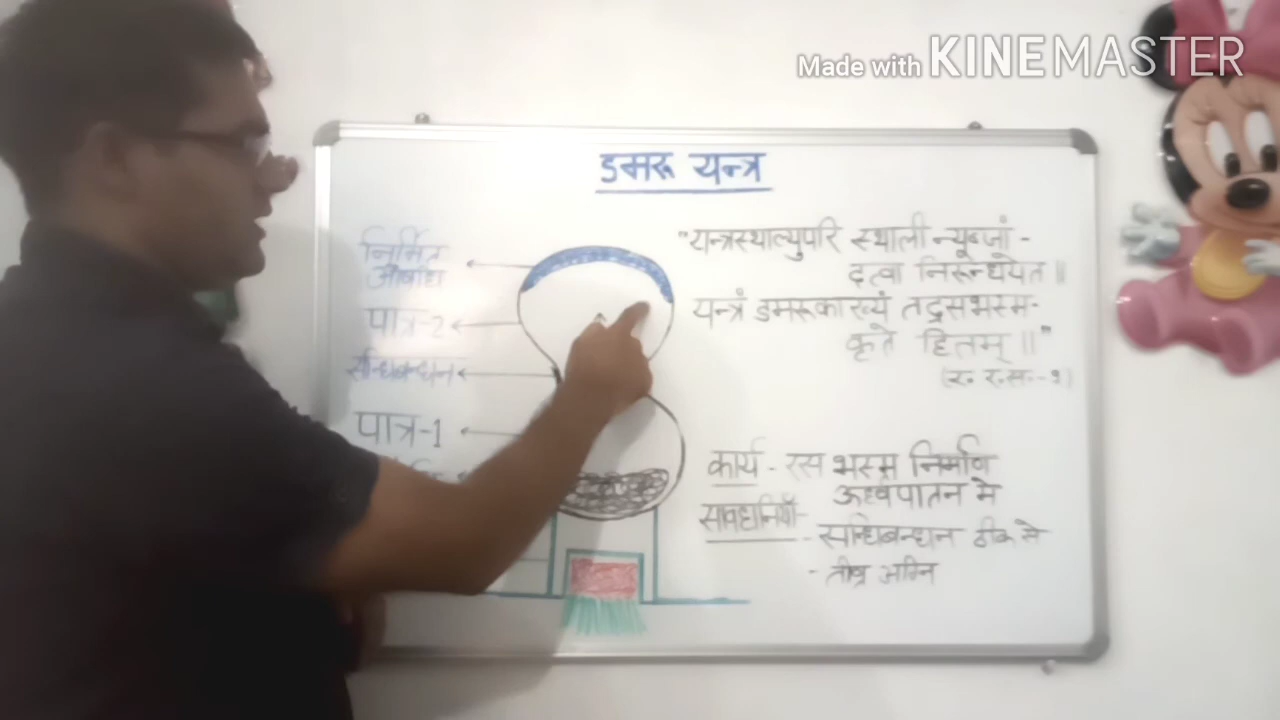 Made with KINEMASTER
डमरू यन्त्र
निर्मित
औषधि
पात्र-2
सन्धिबन्धन
पात्र-1
"यन्त्रस्थाल्युपरि स्थाली न्यूब्जां -
दत्वा निरून्धयेत ॥
यन्त्रं डमरूकाख्यं तद्रसभस्म-
कृते हितम् ॥"
(र. र. स. - 9)
कार्य - रस भस्म निर्माण
ऊर्ध्वपातन मे
सावधानियाँ-
- सन्धिबन्धन ठीक से
- तीव्र अग्नि